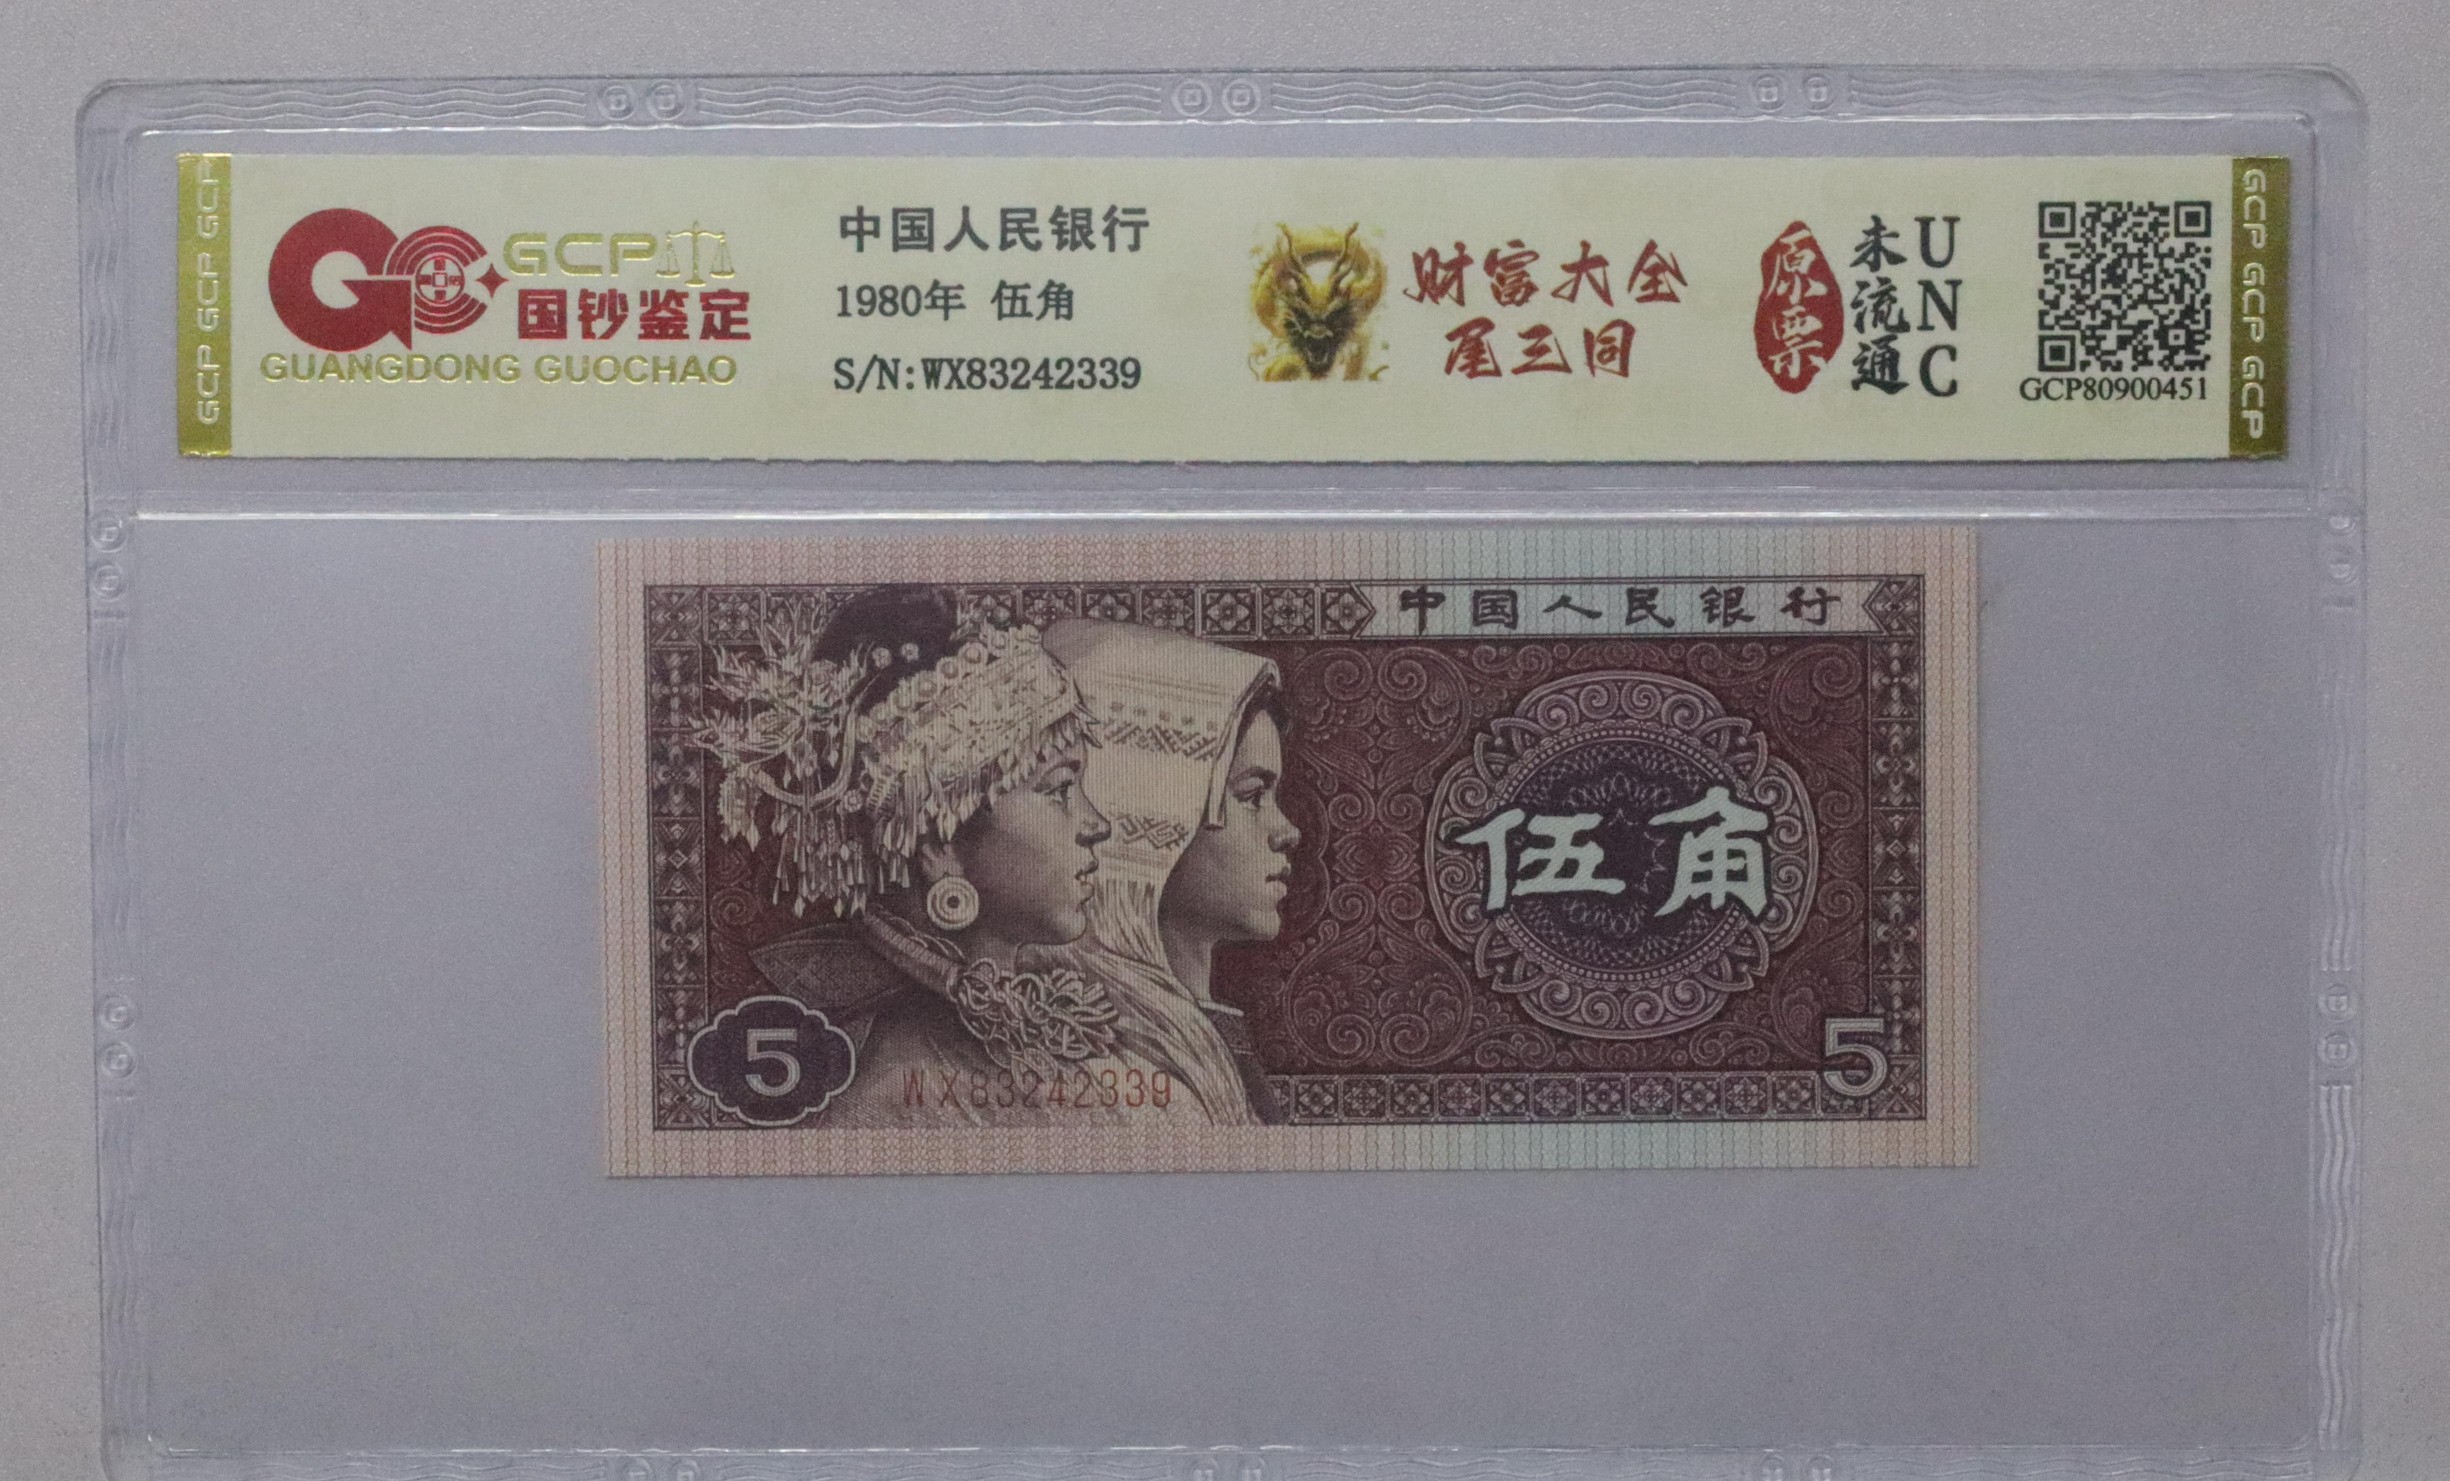 GCP GCP GCP
GCP
国钞鉴定
GUANGDONG GUOCHAO
中国人民银行
1980年 伍角
S/N:WX83242339
财富大全
尾三同
原票
未流通
UNC
GCP80900451
GCP GCP GCP
中国人民银行
伍角
5
5
WX83242339